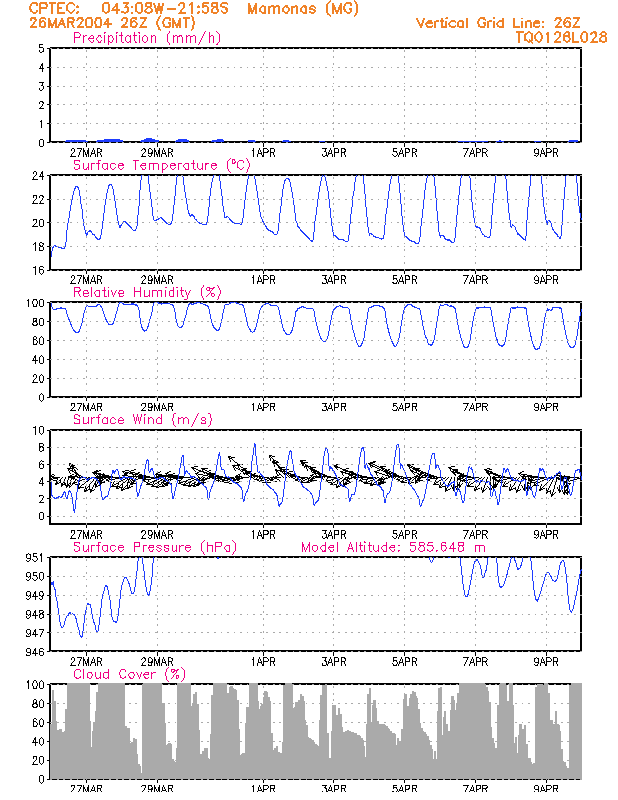 CPTEC: 043:08W-21:58S Mamonas (MG)
26MAR2004 26Z (GMT) Vertical Grid Line: 26Z
Precipitation (mm/h) TQ0126L028
5
4
3
2
1
0
27MAR 29MAR 1APR 3APR 5APR 7APR 9APR
Surface Temperature (ºC)
24
22
20
18
16
27MAR 29MAR 1APR 3APR 5APR 7APR 9APR
Relative Humidity (%)
100
80
60
40
20
0
27MAR 29MAR 1APR 3APR 5APR 7APR 9APR
Surface Wind (m/s)
10
8
6
4
2
0
27MAR 29MAR 1APR 3APR 5APR 7APR 9APR
Surface Pressure (hPa) Model Altitude: 585.648 m
951
950
949
948
947
946
27MAR 29MAR 1APR 3APR 5APR 7APR 9APR
Cloud Cover (%)
100
80
60
40
20
0
27MAR 29MAR 1APR 3APR 5APR 7APR 9APR